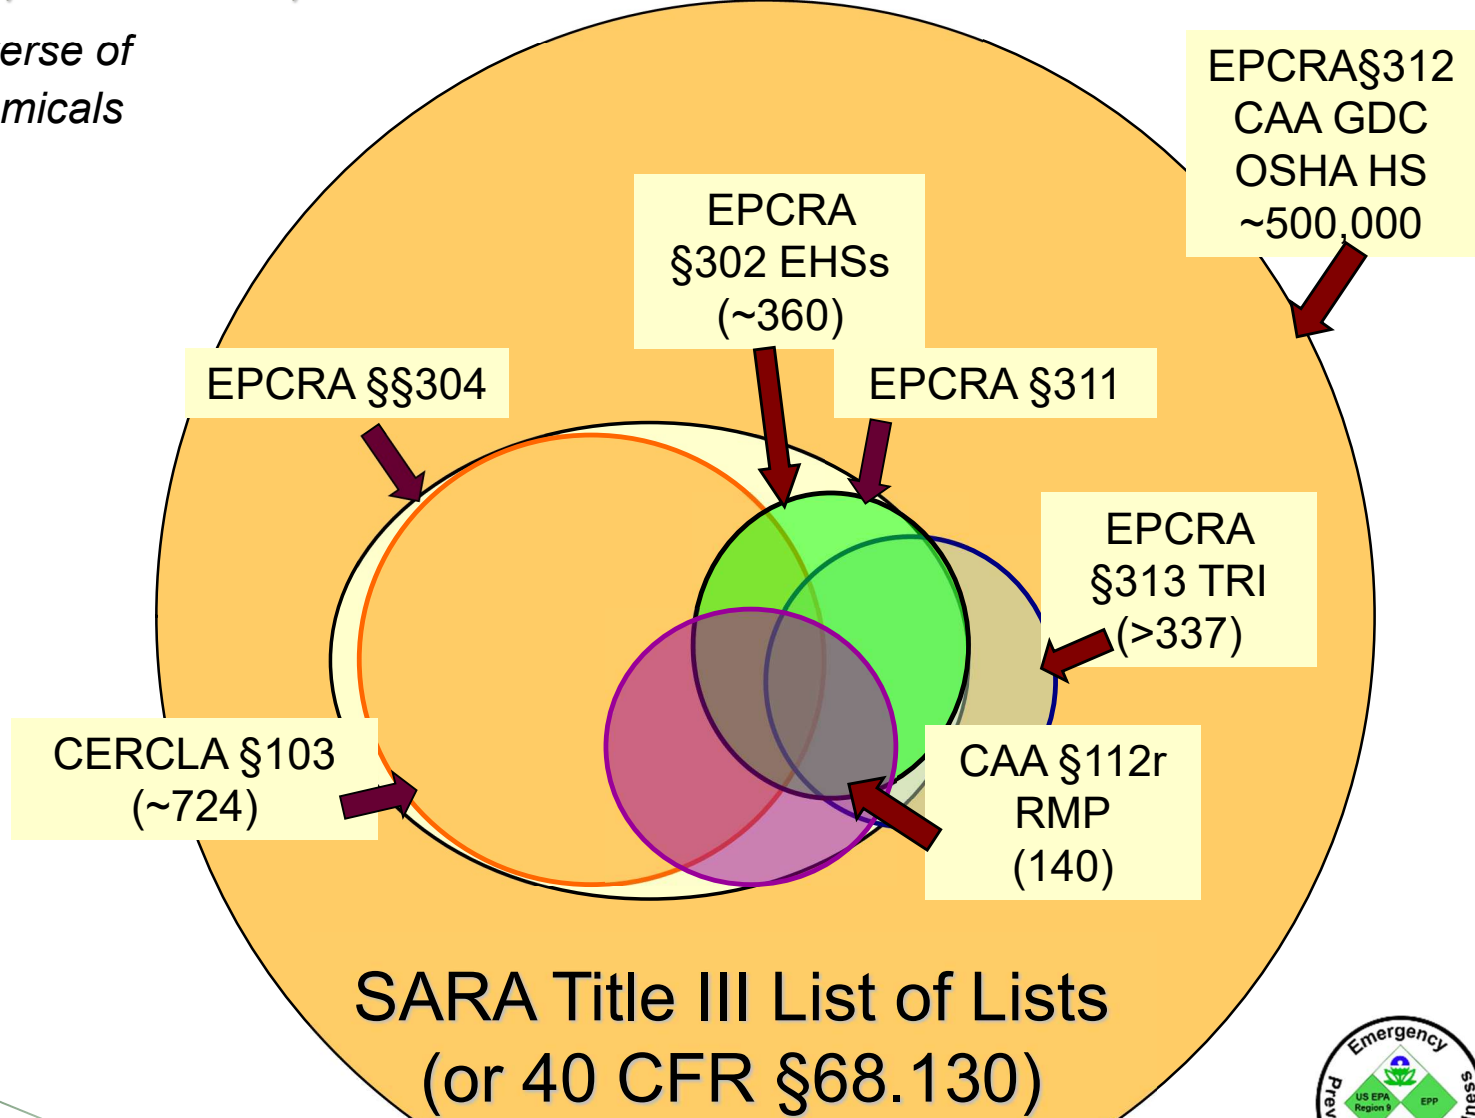 erse of
micals
EPCRA§312
CAA GDC
OSHA HS
~500,000
EPCRA
§302 EHSs
(~360)
EPCRA §§304
EPCRA §311
EPCRA
§313 TRI
(>337)
CERCLA §103
(~724)
CAA §112r
RMP
(140)
SARA Title III List of Lists
(or 40 CFR §68.130)
Emergency
US EPA
Region 9
EPP